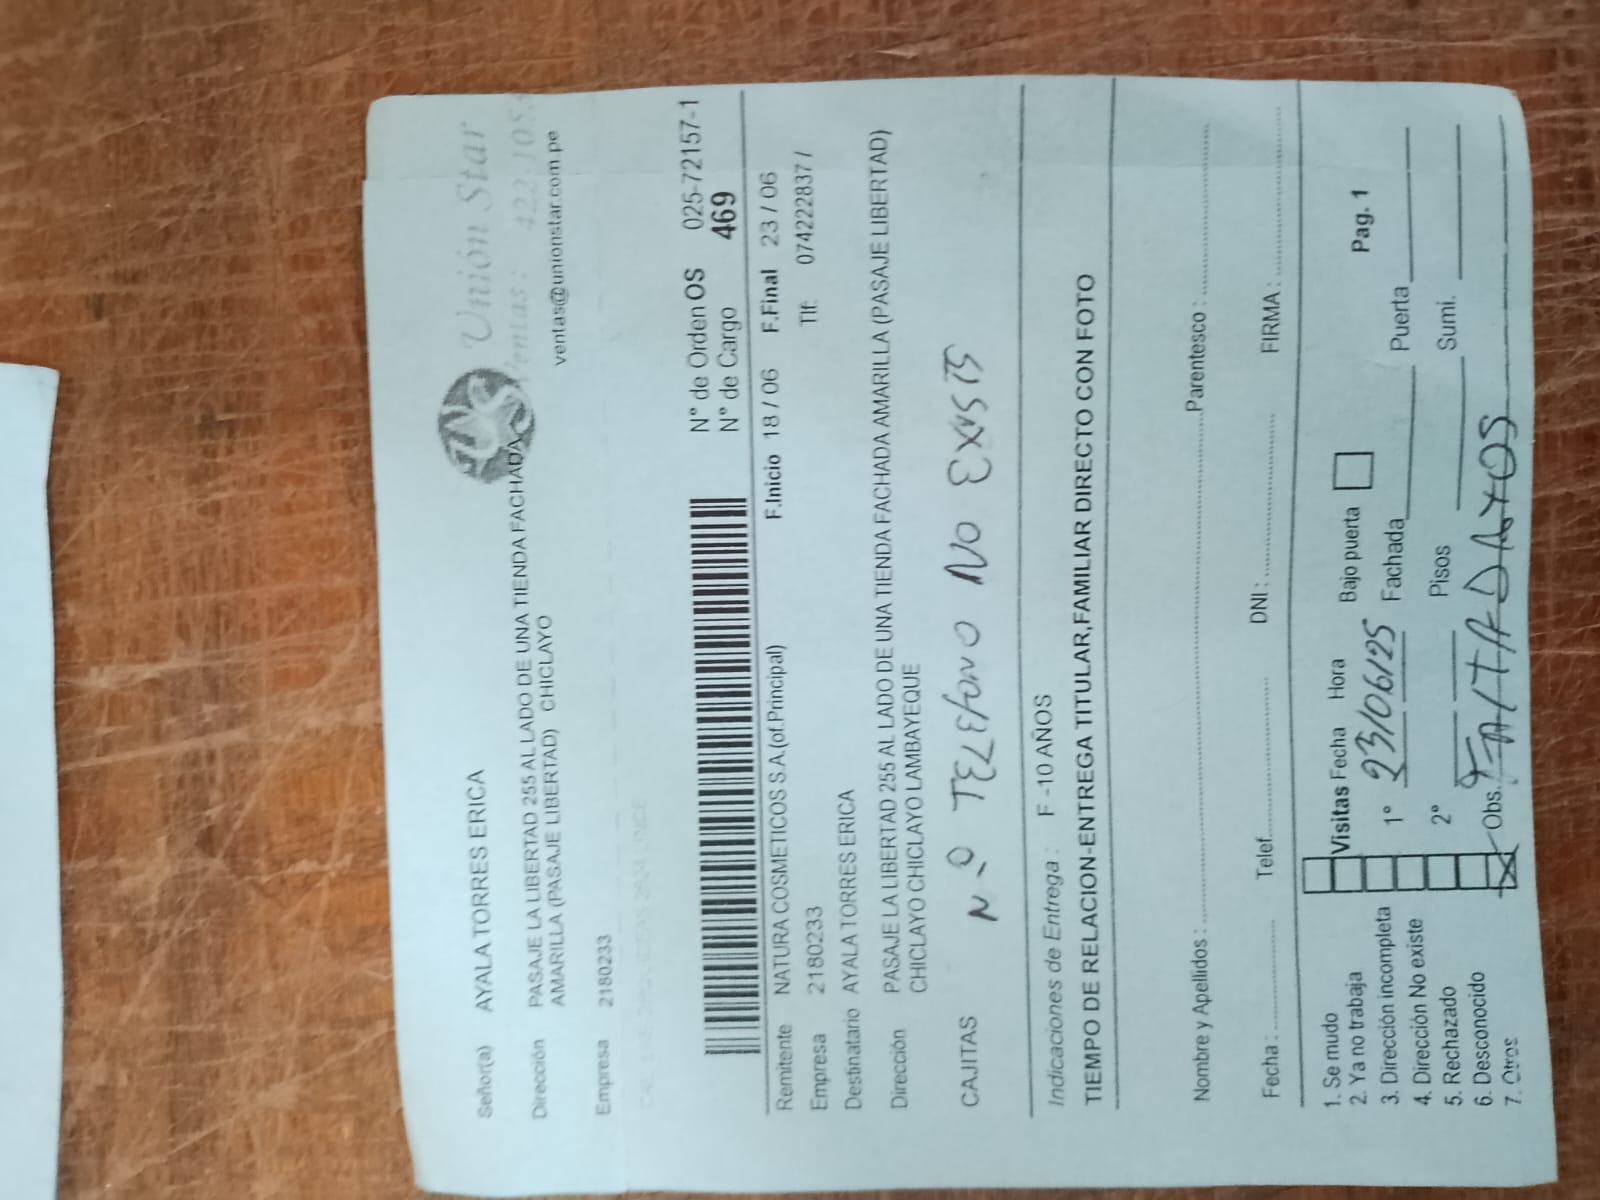 Unión Star
Ventas : 422-105
ventas@unionstar.com.pe
Señor(a) AYALA TORRES ERICA
Dirección PASAJE LA LIBERTAD 255 AL LADO DE UNA TIENDA FACHADA
AMARILLA (PASAJE LIBERTAD) CHICLAYO
Empresa 2180233
N° de Orden OS 025-72157-1
N° de Cargo 469
F.Inicio 18 / 06 F.Final 23 / 06
Remitente NATURA COSMETICOS S.A.(of.Principal)
Empresa 2180233 Tlf: 074222837 /
Destinatario AYALA TORRES ERICA
Dirección PASAJE LA LIBERTAD 255 AL LADO DE UNA TIENDA FACHADA AMARILLA (PASAJE LIBERTAD)
CHICLAYO CHICLAYO LAMBAYEQUE
CAJITAS
N-º TELEFONO NO EXISTS
Indicaciones de Entrega : F -10 AÑOS
TIEMPO DE RELACION-ENTREGA TITULAR,FAMILIAR DIRECTO CON FOTO
Nombre y Apellidos : Parentesco :
Fecha : Telef. DNI : FIRMA :
1. Se mudo
2. Ya no trabaja
3. Dirección incompleta
4. Dirección No existe
5. Rechazado
6. Desconocido
7. Otros
Visitas Fecha Hora Bajo puerta Pag. 1
1° 23/06/25 Fachada Puerta
2° Pisos Sumi.
Obs. FALTA DATOS